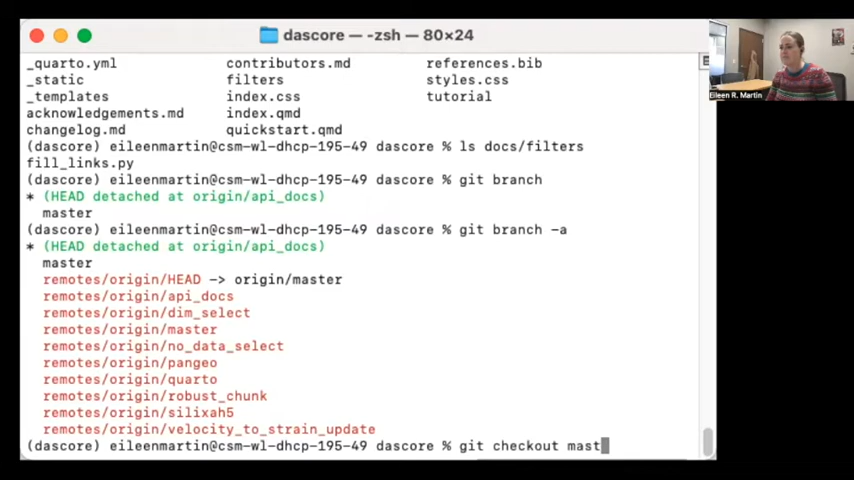 dascore — -zsh — 80×24
_quarto.yml contributors.md references.bib
_static filters styles.css
_templates index.css tutorial
acknowledgements.md index.qmd
changelog.md quickstart.qmd
(dascore) eileenmartin@csm-wl-dhcp-195-49 dascore % ls docs/filters
fill_links.py
(dascore) eileenmartin@csm-wl-dhcp-195-49 dascore % git branch
* (HEAD detached at origin/api_docs)
master
(dascore) eileenmartin@csm-wl-dhcp-195-49 dascore % git branch -a
* (HEAD detached at origin/api_docs)
master
remotes/origin/HEAD -> origin/master
remotes/origin/api_docs
remotes/origin/dim_select
remotes/origin/master
remotes/origin/no_data_select
remotes/origin/pangeo
remotes/origin/quarto
remotes/origin/robust_chunk
remotes/origin/silixah5
remotes/origin/velocity_to_strain_update
(dascore) eileenmartin@csm-wl-dhcp-195-49 dascore % git checkout mast
Eileen R. Martin